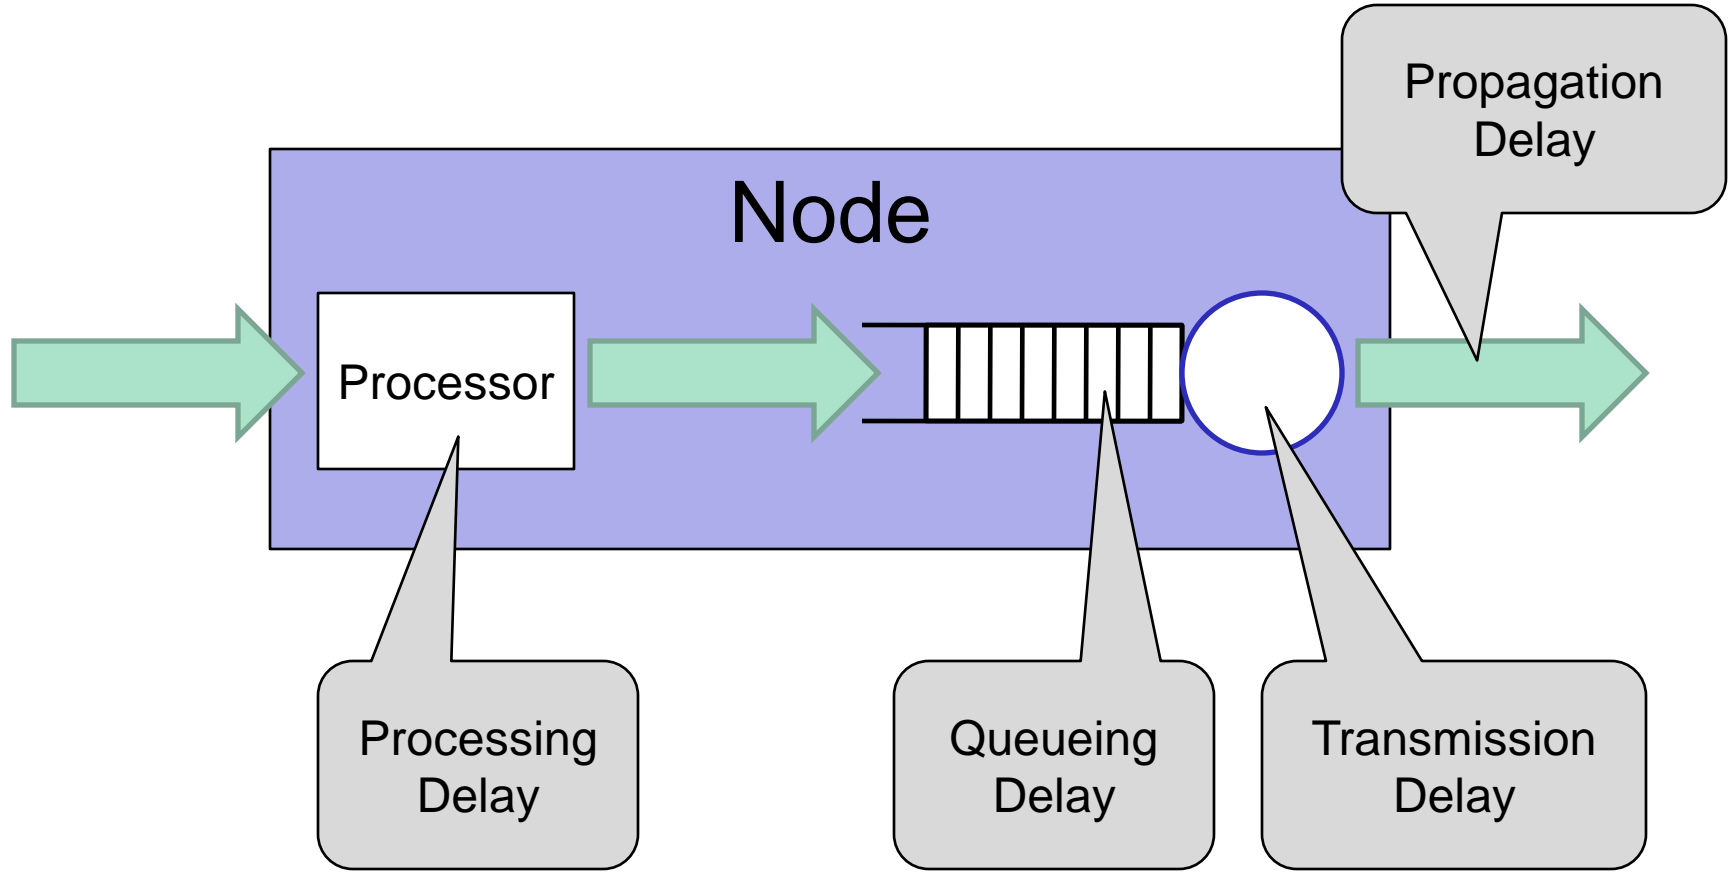 Propagation
Delay
Node
Processor
Processing
Delay
Queueing
Delay
Transmission
Delay